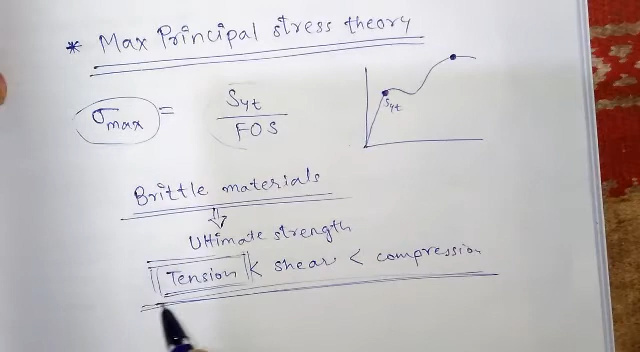 * Max Principal stress theory
σmax = Syt / FOS
Syt
Brittle materials
⇓
Ultimate strength
Tension < shear < compression